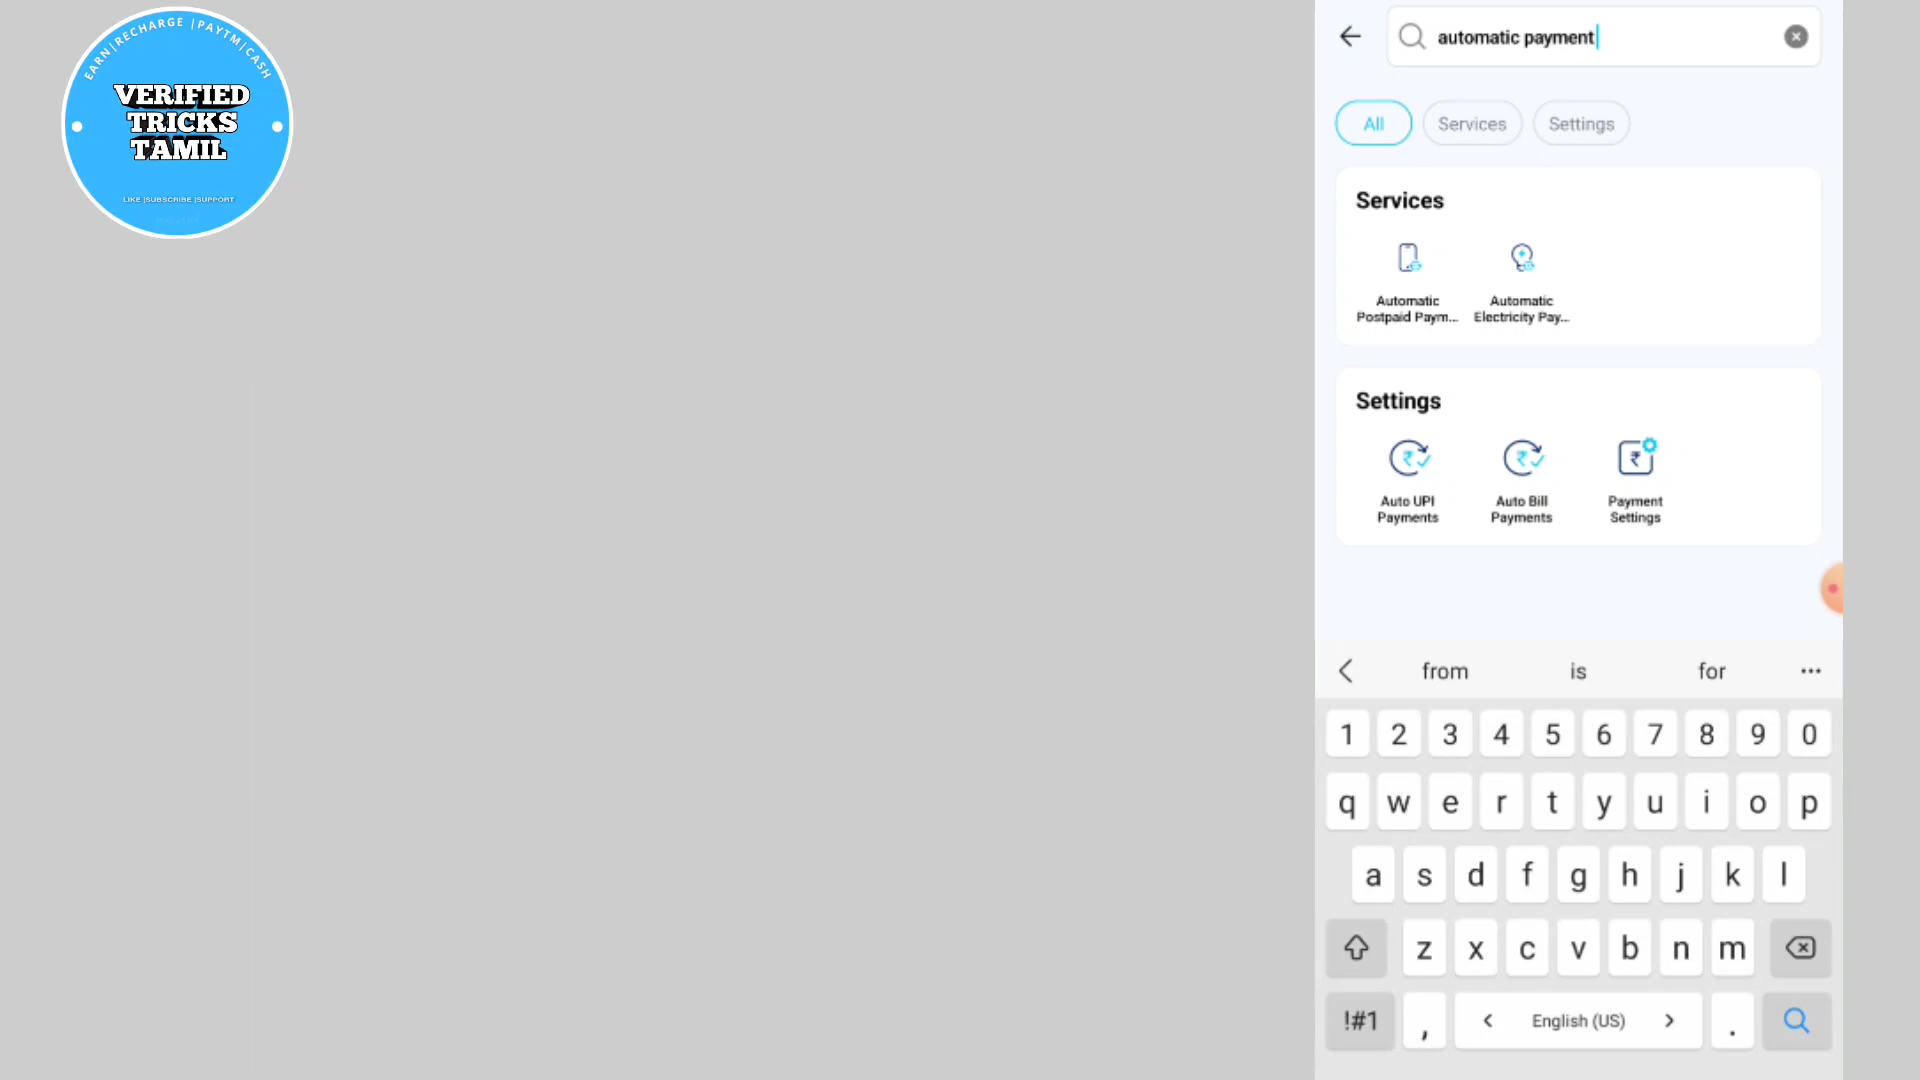 EARN|RECHARGE |PAYTM|CASH
VERIFIED
TRICKS
TAMIL
LIKE |SUBSCRIBE |SUPPORT
automatic payment
All Services Settings
Services
Automatic
Postpaid Paym...
Automatic
Electricity Pay...
Settings
Auto UPI
Payments
Auto Bill
Payments
Payment
Settings
from is for
1 2 3 4 5 6 7 8 9 0
q w e r t y u i o p
a s d f g h j k l
z x c v b n m
!#1 , < English (US) > .